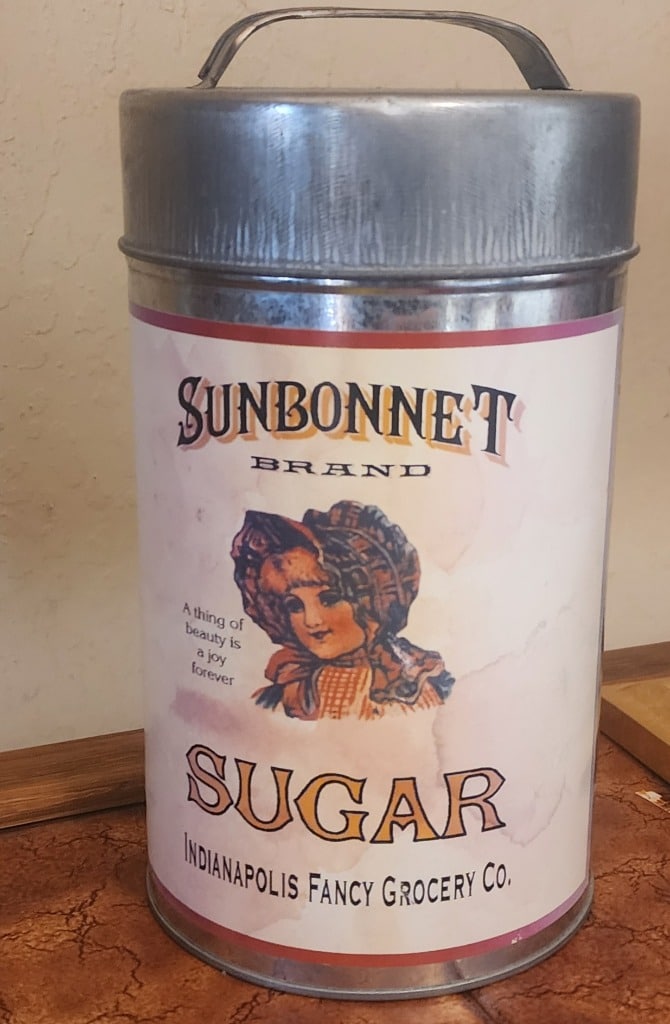 SUNBONNET
BRAND
A thing of
beauty is
a joy
forever
SUGAR
INDIANAPOLIS FANCY GROCERY CO.